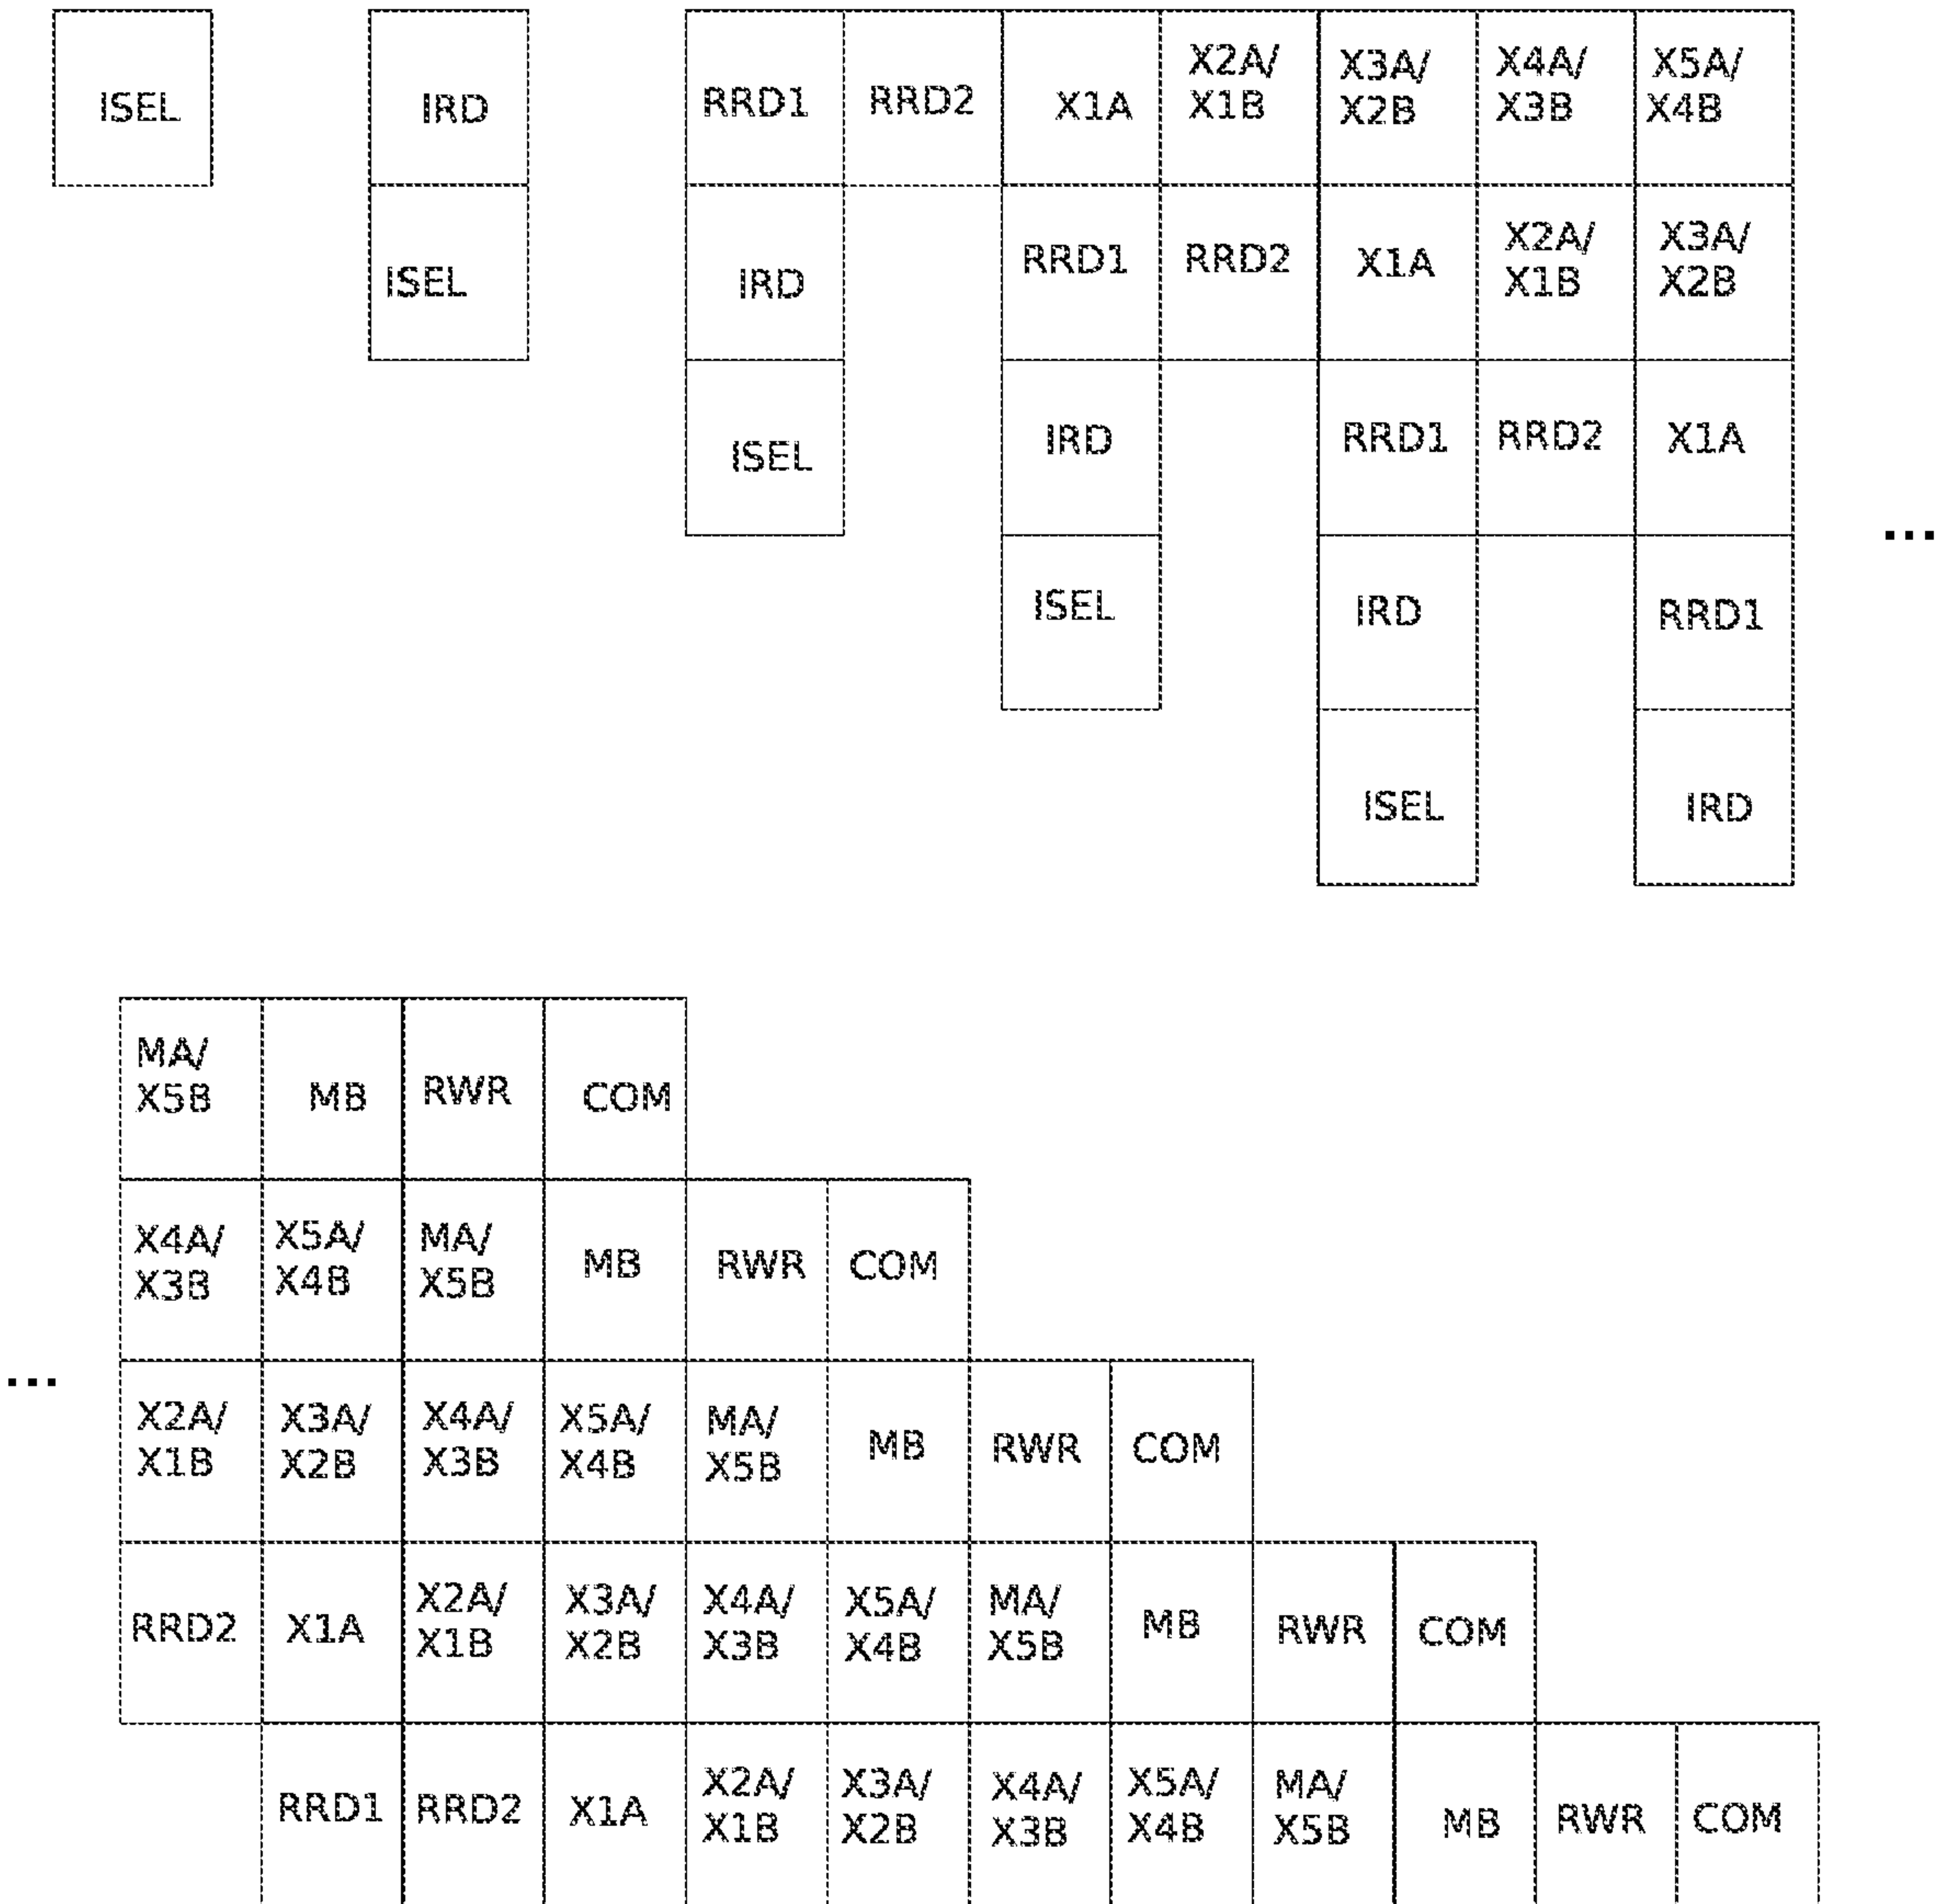 ISEL
IRD
RRD1
RRD2
X1A
X2A/
X1B
X3A/
X2B
X4A/
X3B
X5A/
X4B
ISEL
IRD
RRD1
RRD2
X1A
X2A/
X1B
X3A/
X2B
ISEL
IRD
RRD1
RRD2
X1A
...
ISEL
IRD
RRD1
ISEL
IRD
MA/
X5B
MB
RWR
COM
X4A/
X3B
X5A/
X4B
MA/
X5B
MB
RWR
COM
...
X2A/
X1B
X3A/
X2B
X4A/
X3B
X5A/
X4B
MA/
X5B
MB
RWR
COM
RRD2
X1A
X2A/
X1B
X3A/
X2B
X4A/
X3B
X5A/
X4B
MA/
X5B
MB
RWR
COM
RRD1
RRD2
X1A
X2A/
X1B
X3A/
X2B
X4A/
X3B
X5A/
X4B
MA/
X5B
MB
RWR
COM